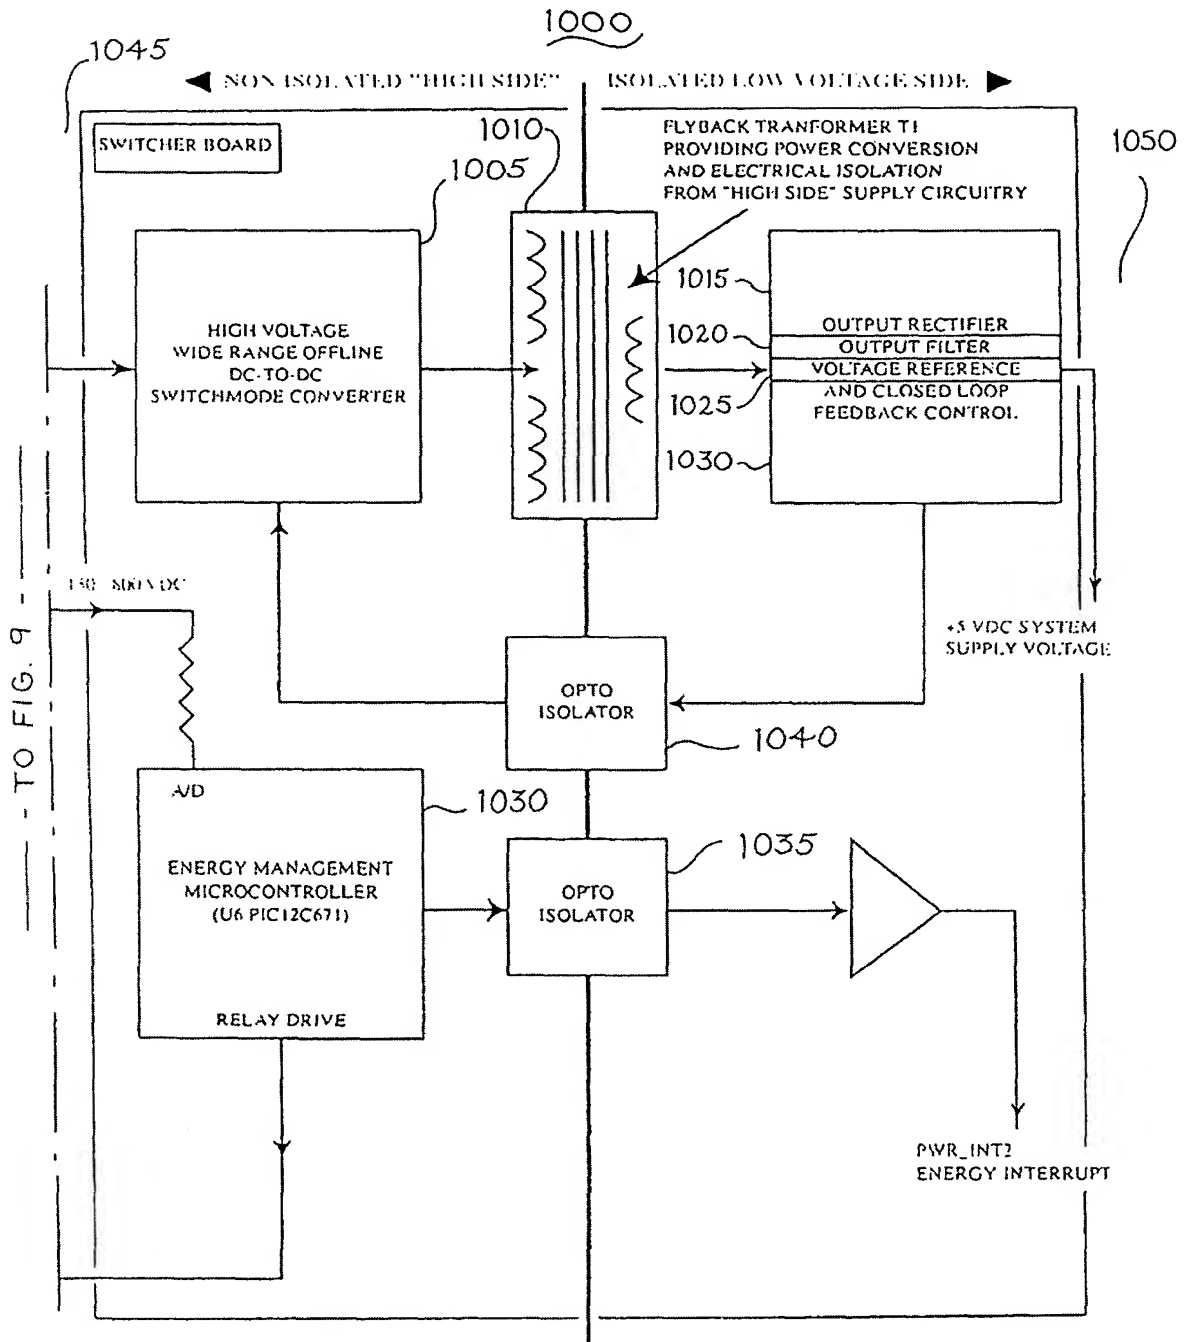 1000
1045
NON ISOLATED "HIGH SIDE"
ISOLATED LOW VOLTAGE SIDE
SWITCHER BOARD
1010
FLYBACK TRANFORMER T1
PROVIDING POWER CONVERSION
AND ELECTRICAL ISOLATION
FROM "HIGH SIDE" SUPPLY CIRCUITRY
1050
1005
HIGH VOLTAGE
WIDE RANGE OFFLINE
DC-TO-DC
SWITCHMODE CONVERTER
1015
1020
1025
1030
OUTPUT RECTIFIER
OUTPUT FILTER
VOLTAGE REFERENCE
AND CLOSED LOOP
FEEDBACK CONTROL
800 VDC
+5 VDC SYSTEM
SUPPLY VOLTAGE
TO FIG. 9
OPTO
ISOLATOR
1040
A/D
1030
ENERGY MANAGEMENT
MICROCONTROLLER
(U6 PIC12C671)
RELAY DRIVE
OPTO
ISOLATOR
1035
PWR_INT2
ENERGY INTERRUPT